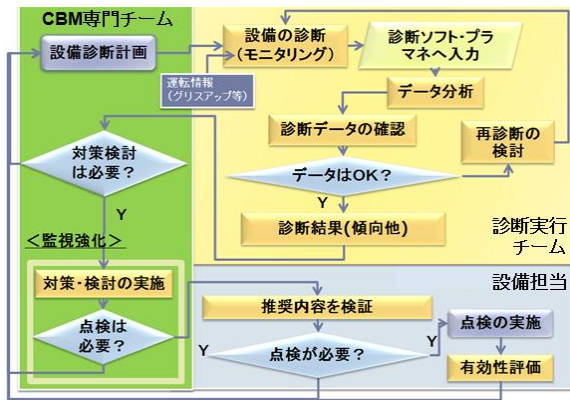 CBM専門チーム
設備診断計画
設備の診断
(モニタリング)
診断ソフト・プラ
マネへ入力
運転情報
(グリスアップ等)
データ分析
診断データの確認
再診断の
検討
対策検討
は必要?
データはOK?
Y
Y
診断結果(傾向他)
診断実行
チーム
<監視強化>
設備担当
対策・検討の実施
推奨内容を検証
点検の実施
点検は
必要?
Y
点検が必要?
Y
有効性評価